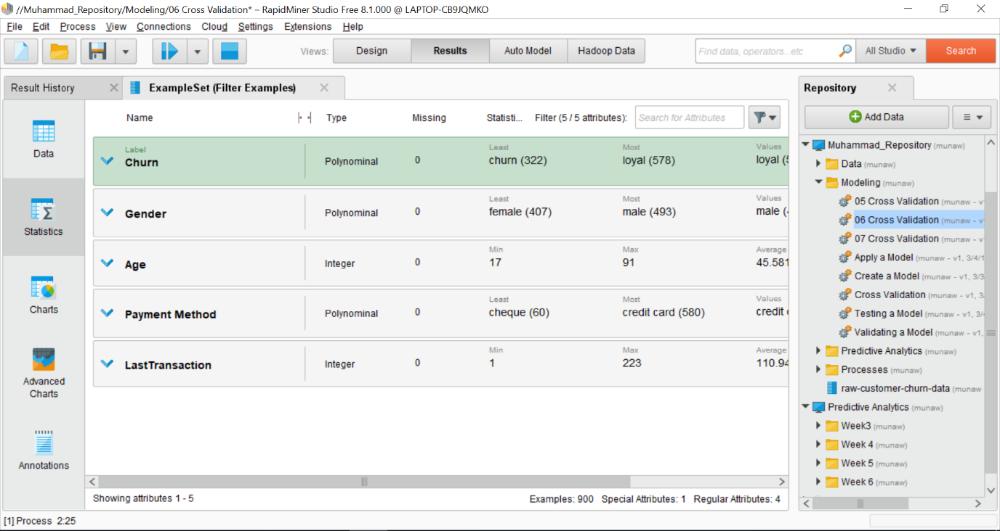 //Muhammad_Repository/Modeling/06 Cross Validation* – RapidMiner Studio Free 8.1.000 @ LAPTOP-CB9JQMKO
File Edit Process View Connections Cloud Settings Extensions Help
Views: Design Results Auto Model Hadoop Data Find data, operators...etc All Studio Search
Result History ExampleSet (Filter Examples)
Data
Statistics
Charts
Advanced
Charts
Annotations
Name Type Missing Statisti... Filter (5 / 5 attributes): Search for Attributes
Label Least Most Values
Churn Polynominal 0 churn (322) loyal (578) loyal (
Least Most Values
Gender Polynominal 0 female (407) male (493) male (
Min Max Average
Age Integer 0 17 91 45.581
Least Most Values
Payment Method Polynominal 0 cheque (60) credit card (580) credit
Min Max Average
LastTransaction Integer 0 1 223 110.94
Showing attributes 1 - 5 Examples: 900 Special Attributes: 1 Regular Attributes: 4
Repository
Add Data
Muhammad_Repository (munaw)
Data (munaw)
Modeling (munaw)
05 Cross Validation (munaw - v
06 Cross Validation (munaw - v
07 Cross Validation (munaw - v
Apply a Model (munaw - v1, 3/4/1
Create a Model (munaw - v1, 3/3
Cross Validation (munaw - v1, 3
Testing a Model (munaw - v1, 3/
Validating a Model (munaw - v1,
Predictive Analytics (munaw)
Processes (munaw)
raw-customer-churn-data (munaw
Predictive Analytics (munaw)
Week3 (munaw)
Week 4 (munaw)
Week 5 (munaw)
Week 6 (munaw)
[1] Process 2:25